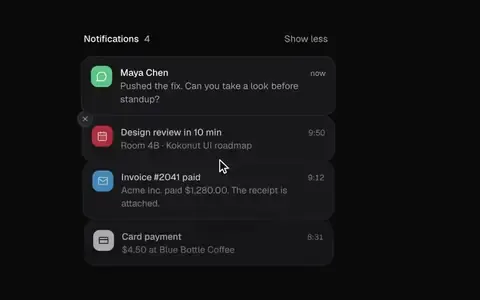 Notifications 4
Show less
Maya Chen
now
Pushed the fix. Can you take a look before
standup?
Design review in 10 min
9:50
Room 4B · Kokonut UI roadmap
Invoice #2041 paid
9:12
Acme Inc. paid $1,280.00. The receipt is
attached.
Card payment
8:31
$4.50 at Blue Bottle Coffee